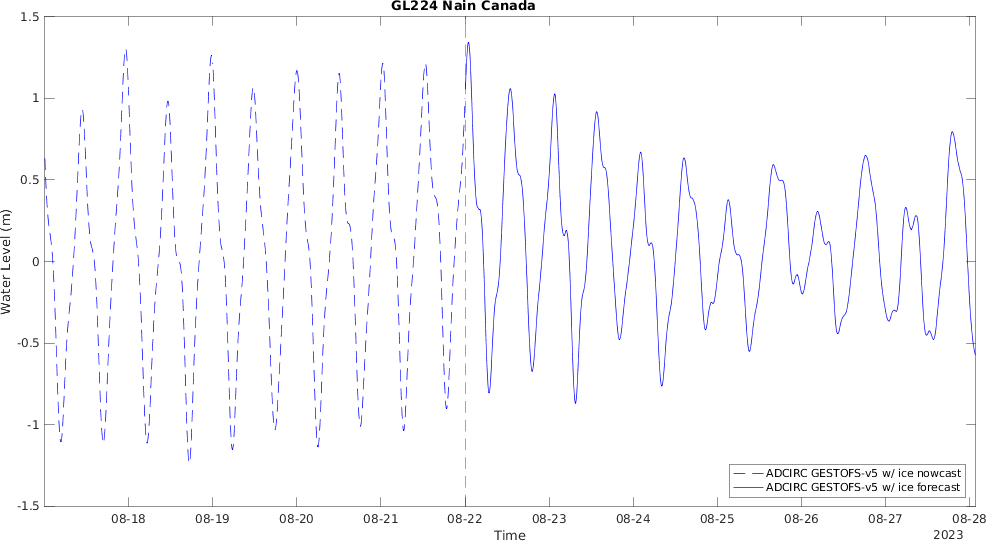 GL224 Nain Canada
1.5
1
0.5
0
-0.5
-1
-1.5
Water Level (m)
08-18 08-19 08-20 08-21 08-22 08-23 08-24 08-25 08-26 08-27 08-28
Time
2023
ADCIRC GESTOFS-v5 w/ ice nowcast
ADCIRC GESTOFS-v5 w/ ice forecast